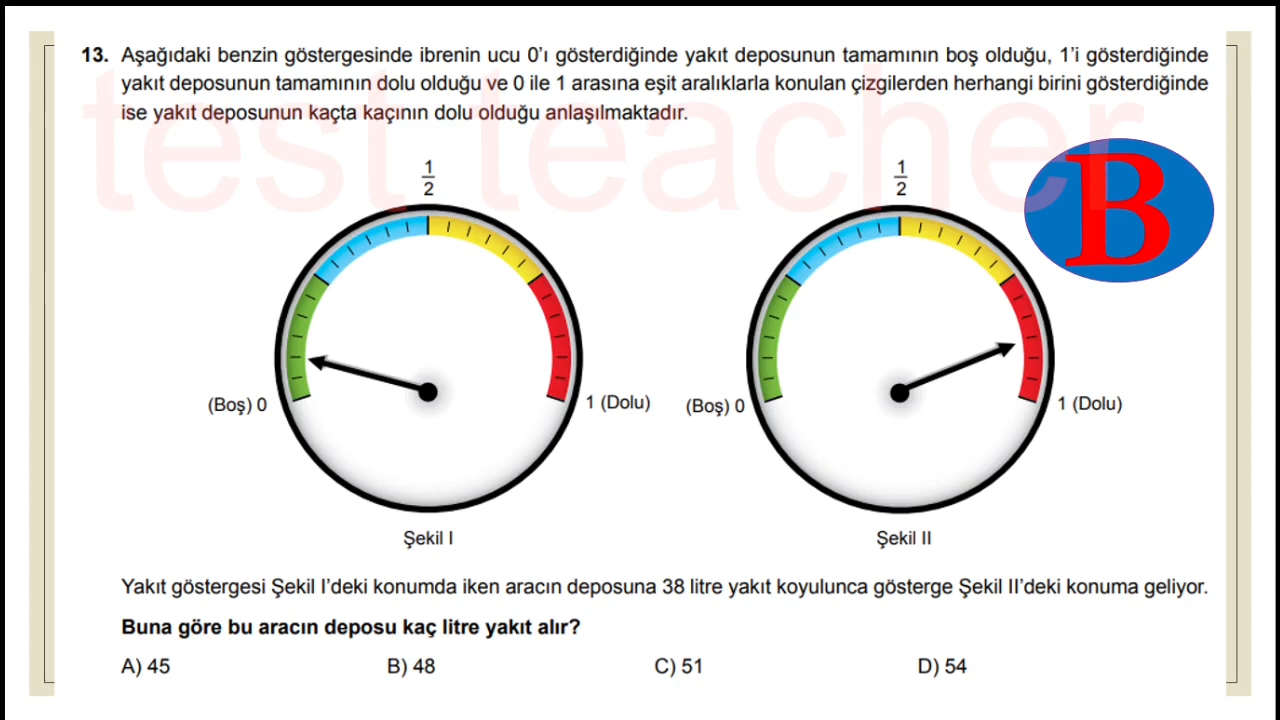 13. Aşağıdaki benzin göstergesinde ibrenin ucu 0’ı gösterdiğinde yakıt deposunun tamamının boş olduğu, 1’i gösterdiğinde
yakıt deposunun tamamının dolu olduğu ve 0 ile 1 arasına eşit aralıklarla konulan çizgilerden herhangi birini gösterdiğinde
ise yakıt deposunun kaçta kaçının dolu olduğu anlaşılmaktadır.
test teacher
B
1/2
1/2
(Boş) 0
1 (Dolu)
(Boş) 0
1 (Dolu)
Şekil I
Şekil II
Yakıt göstergesi Şekil I’deki konumda iken aracın deposuna 38 litre yakıt koyulunca gösterge Şekil II’deki konuma geliyor.
Buna göre bu aracın deposu kaç litre yakıt alır?
A) 45 B) 48 C) 51 D) 54